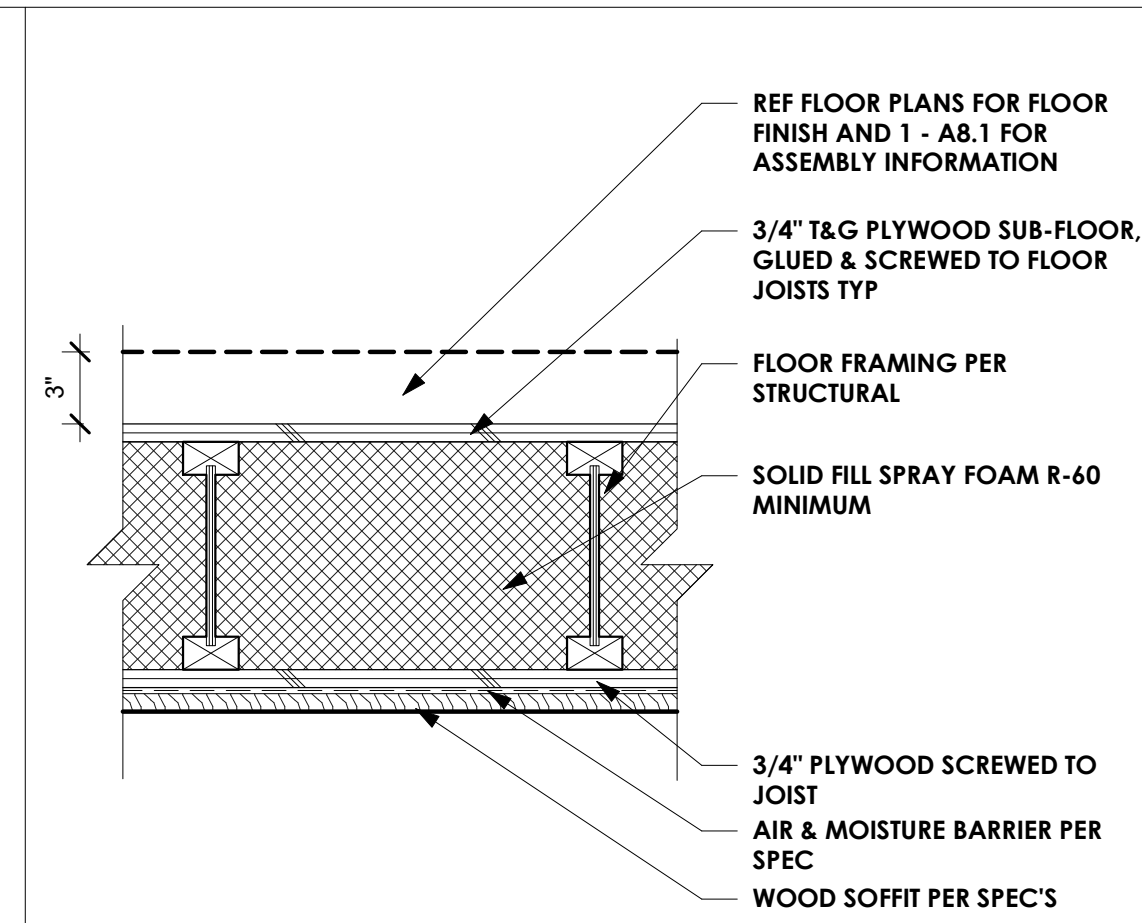 REF FLOOR PLANS FOR FLOOR
FINISH AND 1 - A8.1 FOR
ASSEMBLY INFORMATION
3/4" T&G PLYWOOD SUB-FLOOR,
GLUED & SCREWED TO FLOOR
JOISTS TYP
3"
FLOOR FRAMING PER
STRUCTURAL
SOLID FILL SPRAY FOAM R-60
MINIMUM
3/4" PLYWOOD SCREWED TO
JOIST
AIR & MOISTURE BARRIER PER
SPEC
WOOD SOFFIT PER SPEC'S